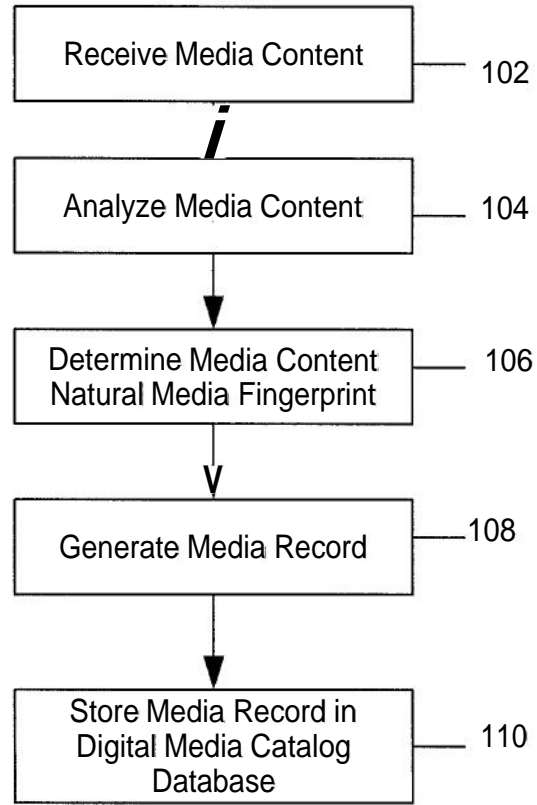 Receive Media Content
102
i
Analyze Media Content
104
Determine Media Content
106
Natural Media Fingerprint
V
Generate Media Record
108
Store Media Record in
Digital Media Catalog
110
Database